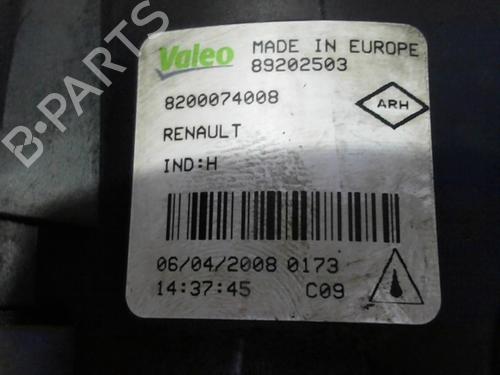 B-PARTS
Valeo MADE IN EUROPE
89202503
8200074008
ARH
RENAULT
IND:H
06/04/2008 0173
14:37:45 C09